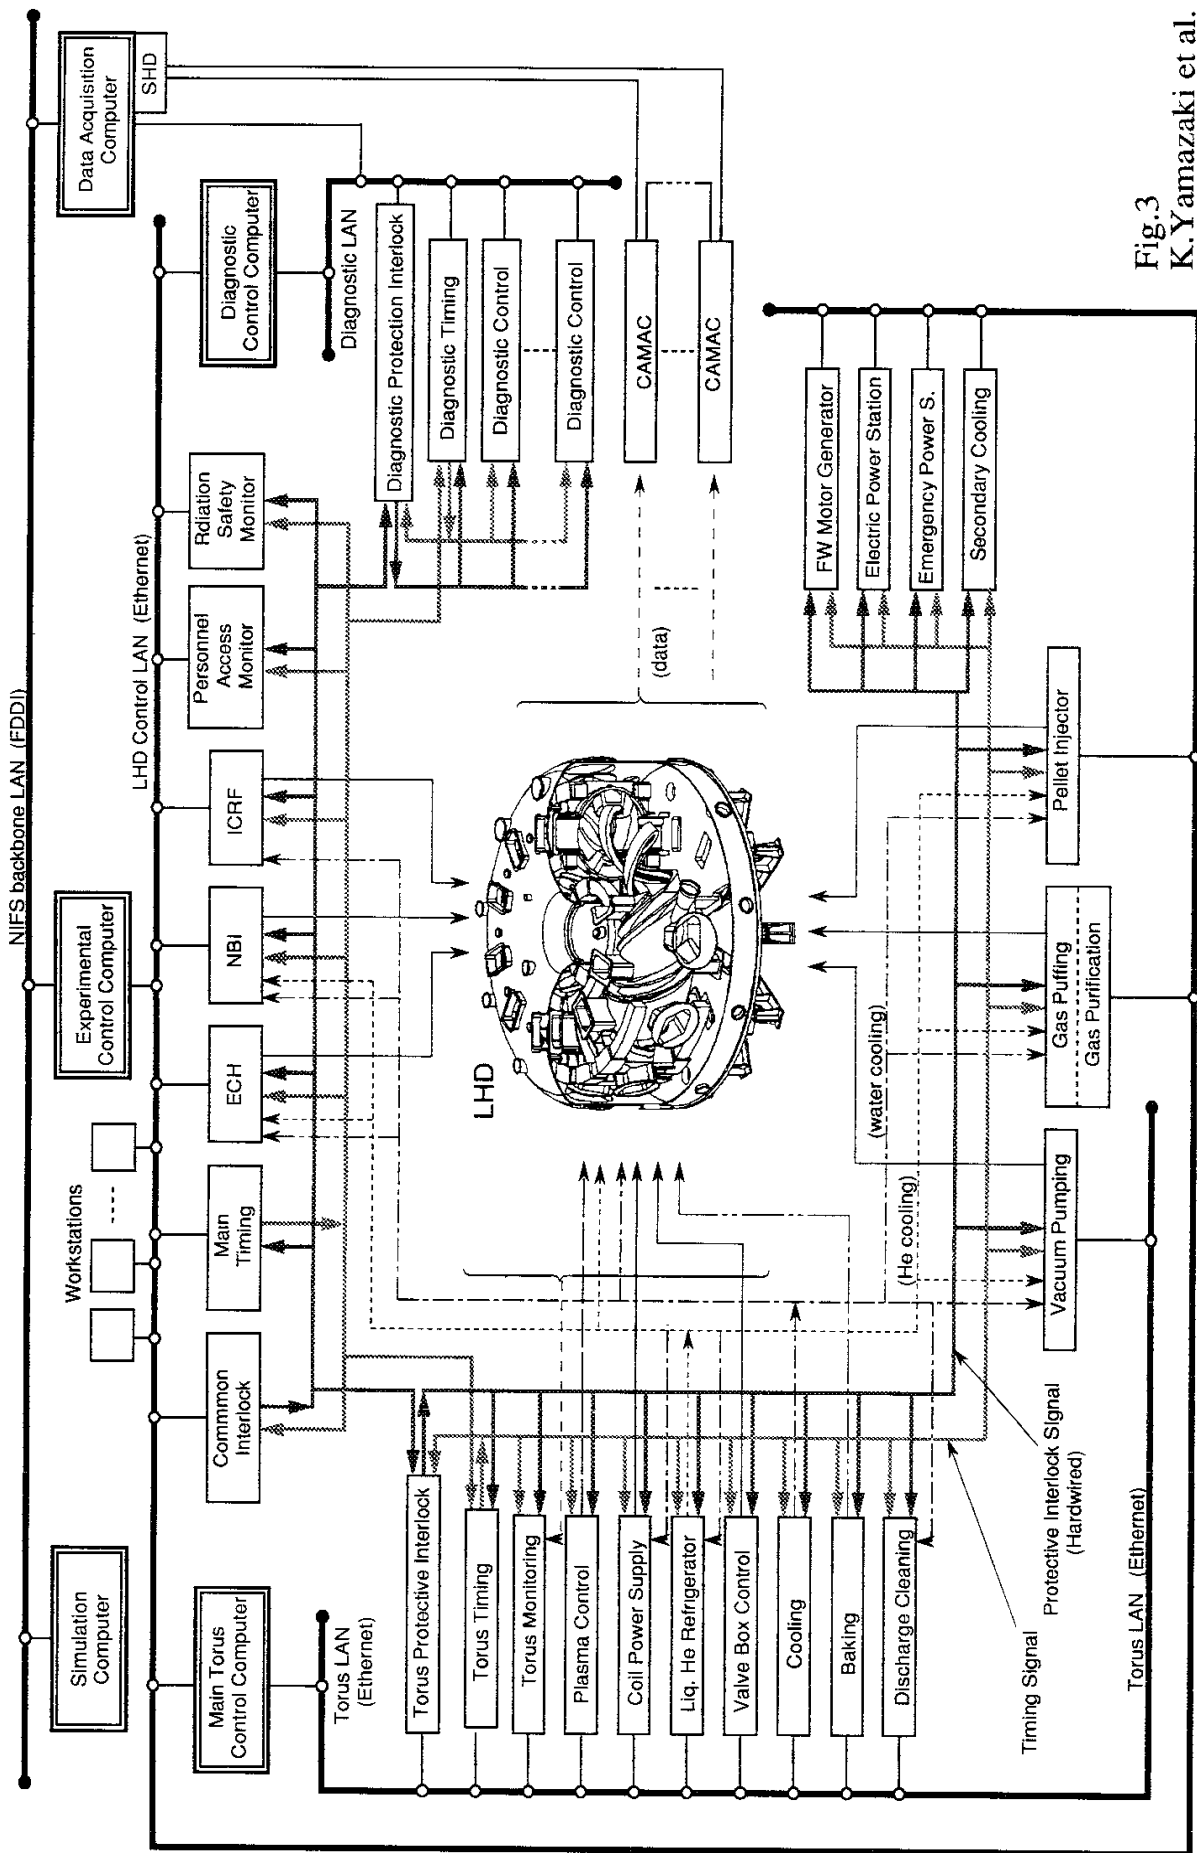 NIFS backbone LAN (FDDI)
Simulation
Computer
Experimental
Control Computer
Data Acquisition
Computer
SHD
Workstations
LHD Control LAN (Ethernet)
Main Torus
Control Computer
Diagnostic
Control Computer
Commmon
Interlock
Main
Timing
ECH
NBI
ICRF
Personnel
Access
Monitor
Rdiation
Safety
Monitor
Torus LAN
(Ethernet)
Diagnostic LAN
Torus Protective Interlock
Torus Timing
Torus Monitoring
Plasma Control
Coil Power Supply
Liq. He Refrigerator
Valve Box Control
Cooling
Baking
Discharge Cleaning
LHD
Diagnostic Protection Interlock
Diagnostic Timing
Diagnostic Control
Diagnostic Control
CAMAC
CAMAC
(data)
FW Motor Generator
Electric Power Station
Emergency Power S.
Secondary Cooling
(water cooling)
(He cooling)
Timing Signal
Protective Interlock Signal
(Hardwired)
Vacuum Pumping
Gas Puffing
Gas Purification
Pellet Injector
Torus LAN (Ethernet)
Fig.3
K.Yamazaki et al.